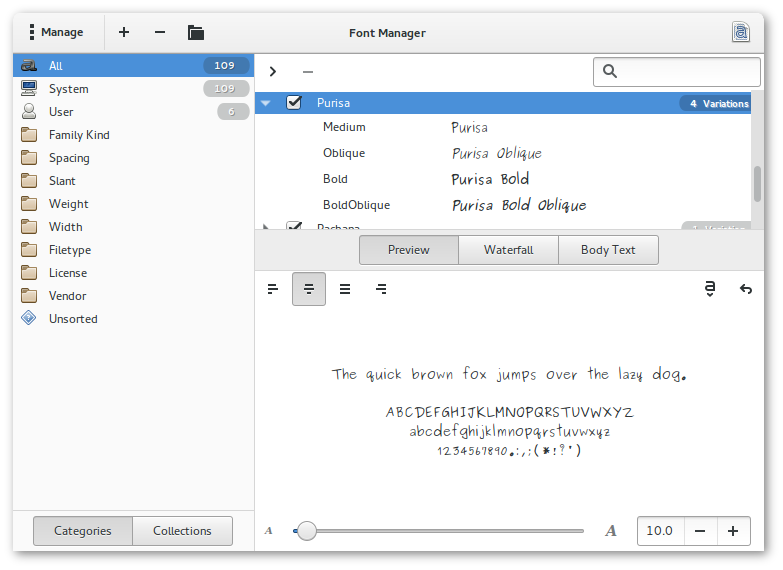 Manage
Font Manager
All 109
System 109
User 6
Family Kind
Spacing
Slant
Weight
Width
Filetype
License
Vendor
Unsorted
Categories Collections
Purisa 4 Variations
Medium Purisa
Oblique Purisa Oblique
Bold Purisa Bold
BoldOblique Purisa Bold Oblique
Preview Waterfall Body Text
The quick brown fox jumps over the lazy dog.
ABCDEFGHIJKLMNOPQRSTUVWXYZ
abcdefghijklmnopqrstuvwxyz
1234567890.:,;(*!?')
A A 10.0